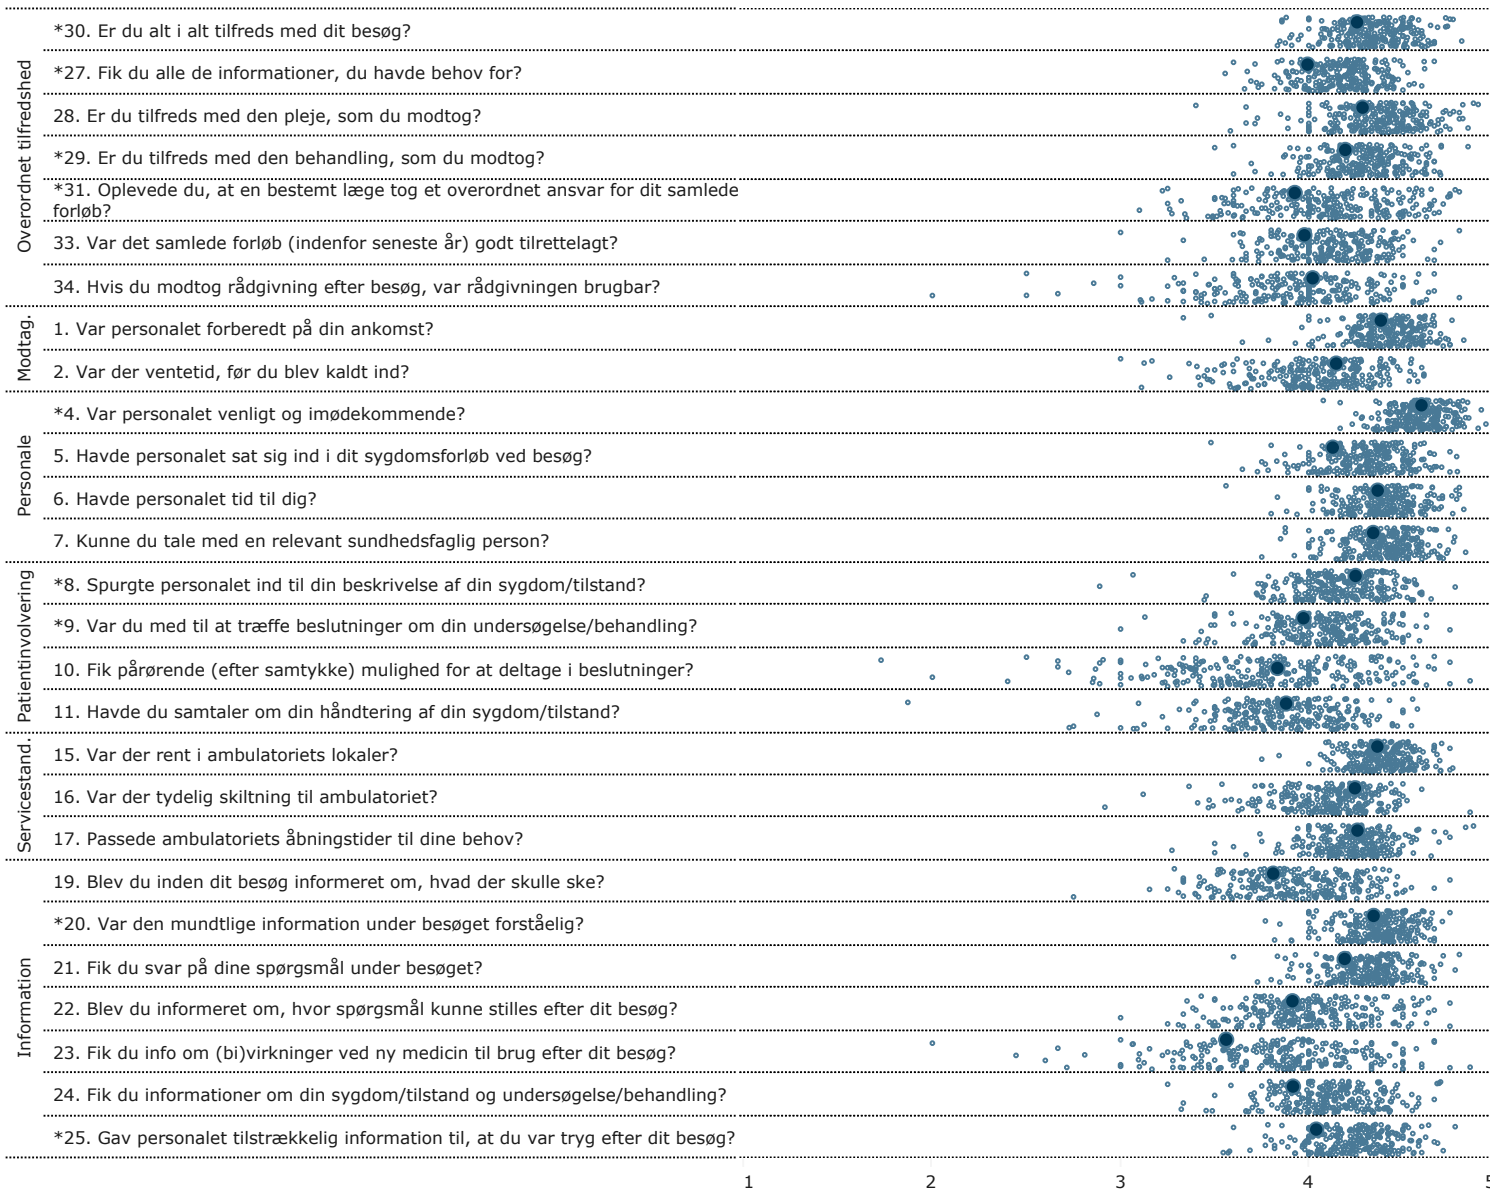 Overordnet tilfredshed
*30. Er du alt i alt tilfreds med dit besøg?
*27. Fik du alle de informationer, du havde behov for?
28. Er du tilfreds med den pleje, som du modtog?
*29. Er du tilfreds med den behandling, som du modtog?
*31. Oplevede du, at en bestemt læge tog et overordnet ansvar for dit samlede
forløb?
33. Var det samlede forløb (indenfor seneste år) godt tilrettelagt?
34. Hvis du modtog rådgivning efter besøg, var rådgivningen brugbar?
Modtag.
1. Var personalet forberedt på din ankomst?
2. Var der ventetid, før du blev kaldt ind?
Personale
*4. Var personalet venligt og imødekommende?
5. Havde personalet sat sig ind i dit sygdomsforløb ved besøg?
6. Havde personalet tid til dig?
7. Kunne du tale med en relevant sundhedsfaglig person?
Patientinvolvering
*8. Spurgte personalet ind til din beskrivelse af din sygdom/tilstand?
*9. Var du med til at træffe beslutninger om din undersøgelse/behandling?
10. Fik pårørende (efter samtykke) mulighed for at deltage i beslutninger?
11. Havde du samtaler om din håndtering af din sygdom/tilstand?
Servicestand.
15. Var der rent i ambulatoriets lokaler?
16. Var der tydelig skiltning til ambulatoriet?
17. Passede ambulatoriets åbningstider til dine behov?
Information
19. Blev du inden dit besøg informeret om, hvad der skulle ske?
*20. Var den mundtlige information under besøget forståelig?
21. Fik du svar på dine spørgsmål under besøget?
22. Blev du informeret om, hvor spørgsmål kunne stilles efter dit besøg?
23. Fik du info om (bi)virkninger ved ny medicin til brug efter dit besøg?
24. Fik du informationer om din sygdom/tilstand og undersøgelse/behandling?
*25. Gav personalet tilstrækkelig information til, at du var tryg efter dit besøg?
1 2 3 4 5